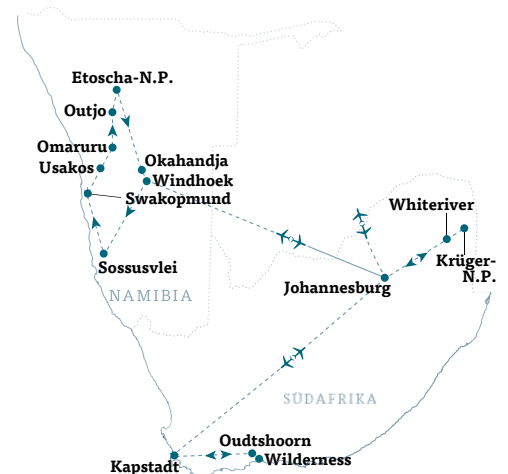 Etoscha-N.P.
Outjo
Omaruru
Usakos
Okahandja
Windhoek
Swakopmund
Sossusvlei
NAMIBIA
Whiteriver
Krüger-
N.P.
Johannesburg
SÜDAFRIKA
Oudtshoorn
Wilderness
Kapstadt